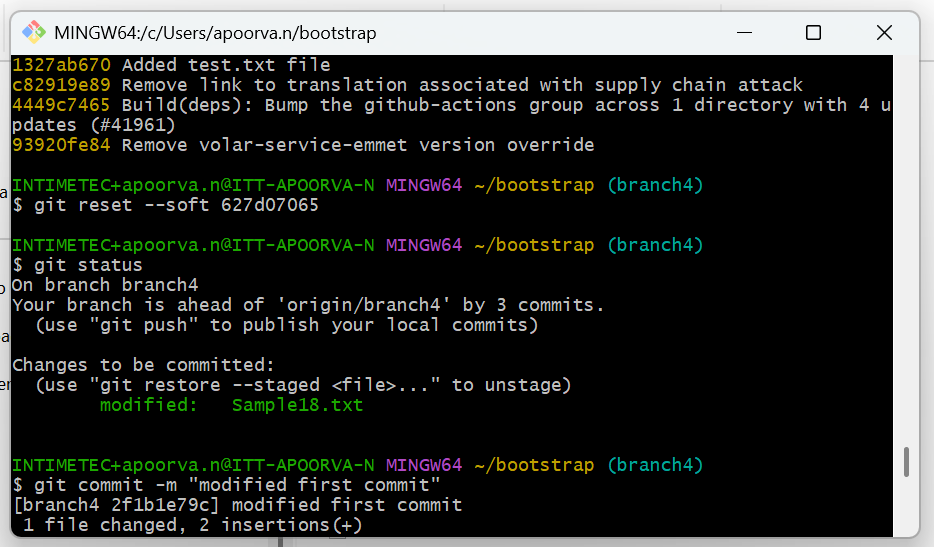 MINGW64:/c/Users/apoorva.n/bootstrap
1327ab670 Added test.txt file
c82919e89 Remove link to translation associated with supply chain attack
4449c7465 Build(deps): Bump the github-actions group across 1 directory with 4 u
pdates (#41961)
93920fe84 Remove volar-service-emmet version override
INTIMETEC+apoorva.n@ITT-APOORVA-N MINGW64 ~/bootstrap (branch4)
$ git reset --soft 627d07065
INTIMETEC+apoorva.n@ITT-APOORVA-N MINGW64 ~/bootstrap (branch4)
$ git status
On branch branch4
Your branch is ahead of 'origin/branch4' by 3 commits.
  (use "git push" to publish your local commits)
Changes to be committed:
  (use "git restore --staged <file>..." to unstage)
        modified:   Sample18.txt
INTIMETEC+apoorva.n@ITT-APOORVA-N MINGW64 ~/bootstrap (branch4)
$ git commit -m "modified first commit"
[branch4 2f1b1e79c] modified first commit
 1 file changed, 2 insertions(+)